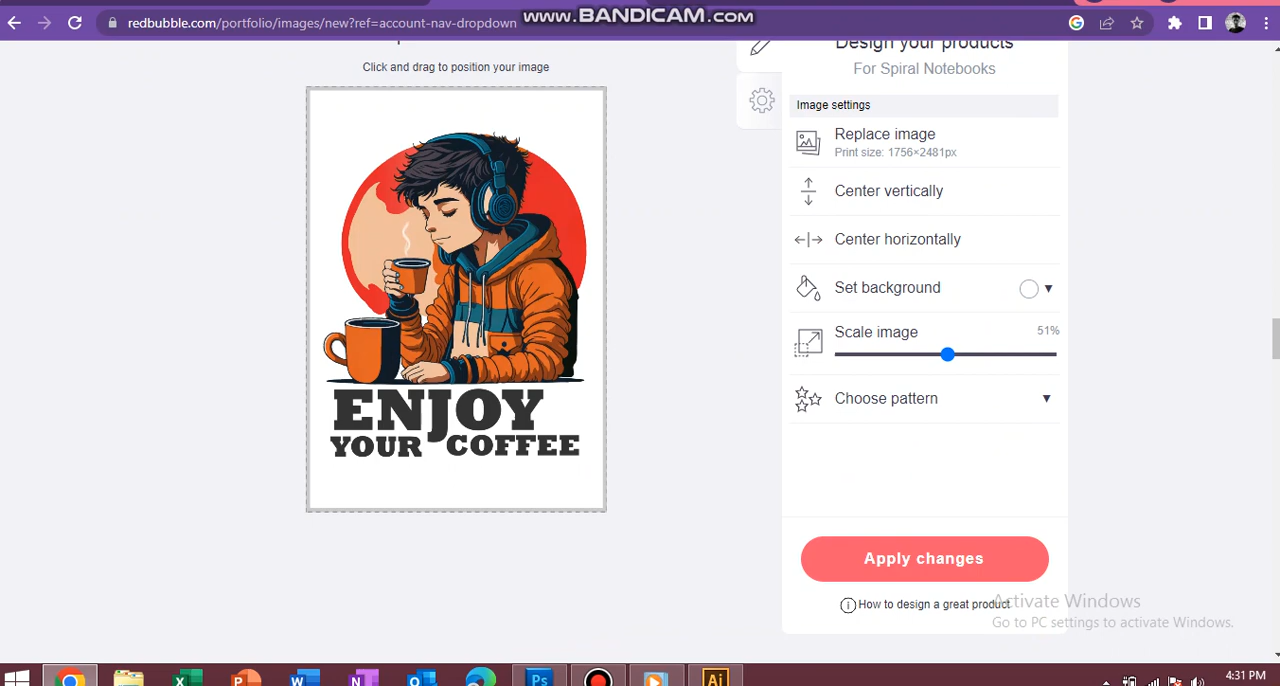 redbubble.com/portfolio/images/new?ref=account-nav-dropdown
www.BANDICAM.com
Click and drag to position your image
Design your products
For Spiral Notebooks
Image settings
Replace image
Print size: 1756×2481px
Center vertically
Center horizontally
Set background
Scale image
51%
Choose pattern
ENJOY
YOUR COFFEE
Apply changes
How to design a great product
Activate Windows
Go to PC settings to activate Windows.
4:31 PM
Ps
Ai